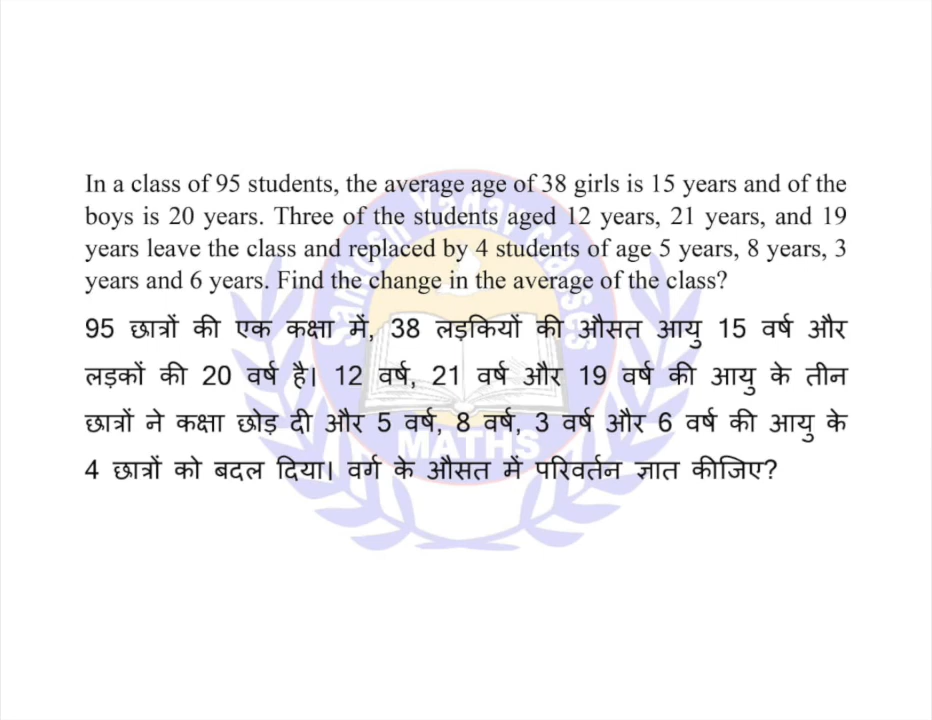 In a class of 95 students, the average age of 38 girls is 15 years and of the
boys is 20 years. Three of the students aged 12 years, 21 years, and 19
years leave the class and replaced by 4 students of age 5 years, 8 years, 3
years and 6 years. Find the change in the average of the class?
95 छात्रों की एक कक्षा में, 38 लड़कियों की औसत आयु 15 वर्ष और
लड़कों की 20 वर्ष है। 12 वर्ष, 21 वर्ष और 19 वर्ष की आयु के तीन
छात्रों ने कक्षा छोड़ दी और 5 वर्ष, 8 वर्ष, 3 वर्ष और 6 वर्ष की आयु के
4 छात्रों को बदल दिया। वर्ग के औसत में परिवर्तन ज्ञात कीजिए?
Santosh Yadav Classes
MATHS